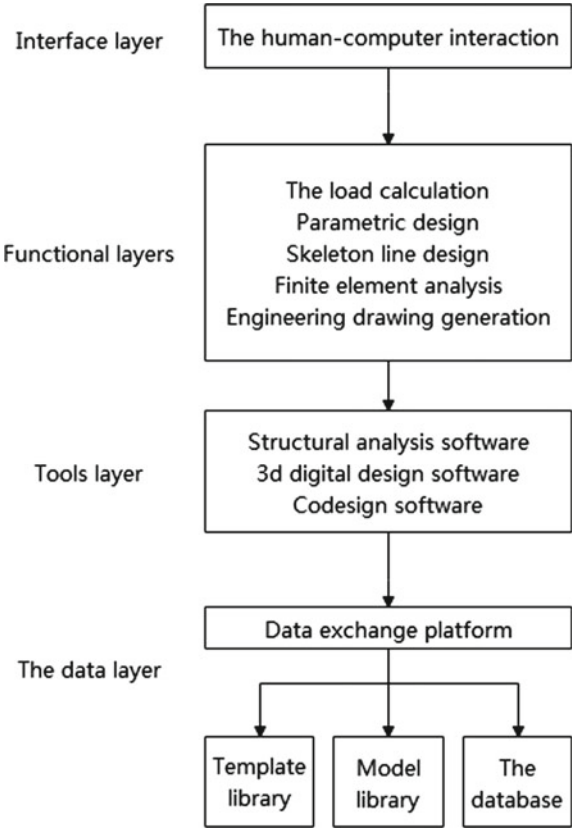 Interface layer
The human-computer interaction
Functional layers
The load calculation
Parametric design
Skeleton line design
Finite element analysis
Engineering drawing generation
Tools layer
Structural analysis software
3d digital design software
Codesign software
The data layer
Data exchange platform
Template
library
Model
library
The
database